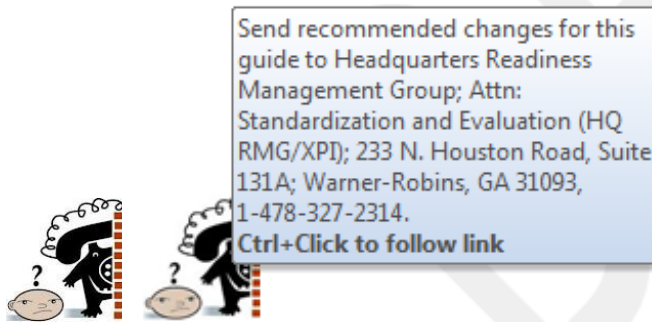 Send recommended changes for this
guide to Headquarters Readiness
Management Group; Attn:
Standardization and Evaluation (HQ
RMG/XPI); 233 N. Houston Road, Suite
131A; Warner-Robins, GA 31093,
1-478-327-2314.
Ctrl+Click to follow link
?
?